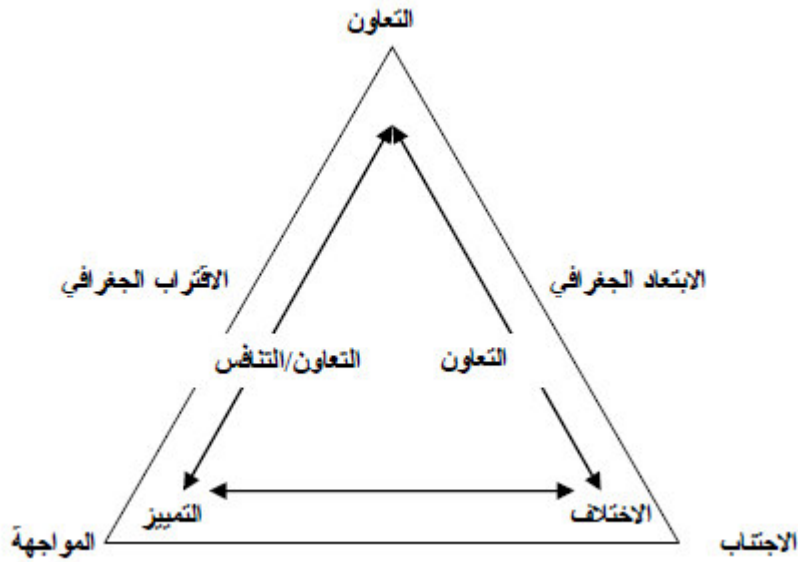 التعاون
الاقتراب الجغرافي
الابتعاد الجغرافي
التعاون/التنافس
التعاون
التمييز
الاختلاف
المواجهة
الاجتناب